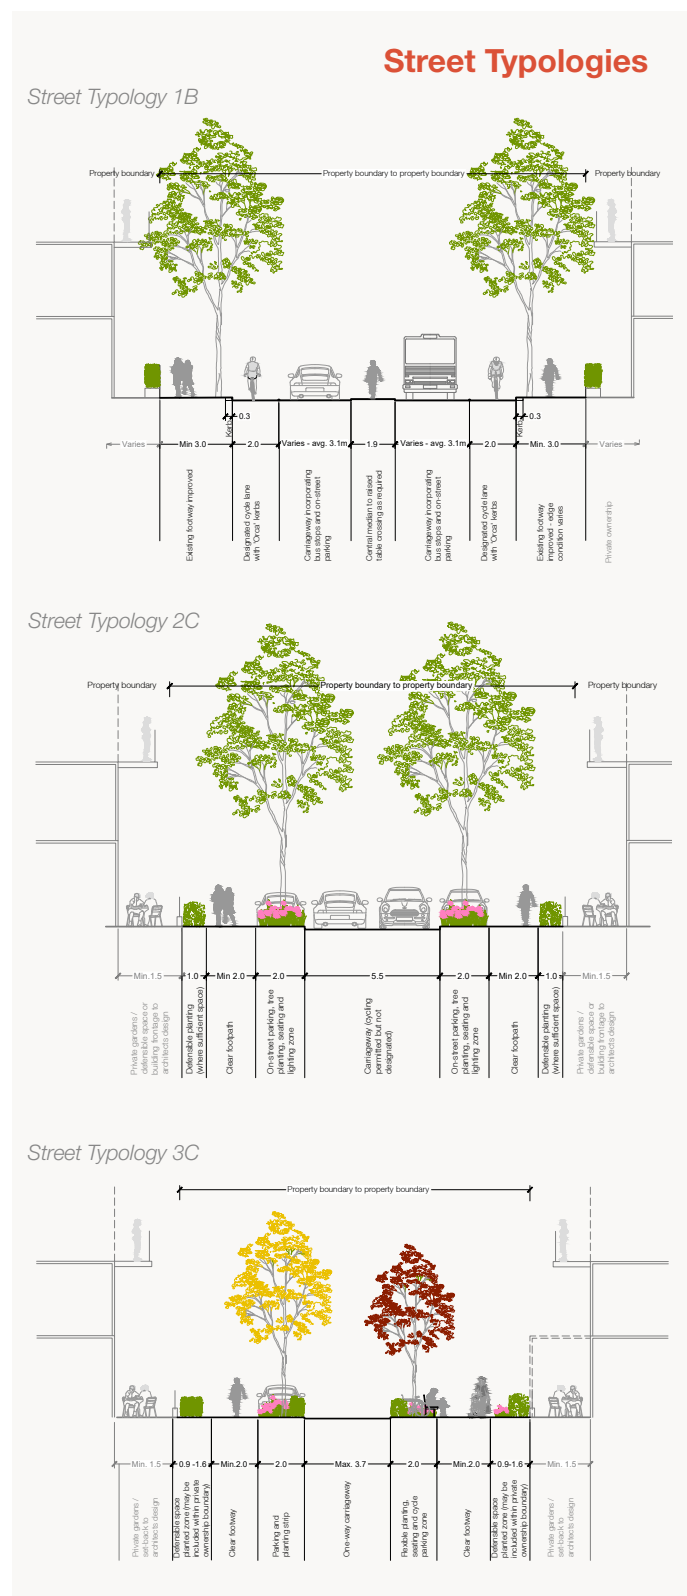 Street Typologies
Street Typology 1B
Property boundary
Property boundary to property boundary
Property boundary
0.3
0.3
Kerb
Kerb
Varies
Min 3.0
2.0
Varies - avg. 3.1m
1.9
Varies - avg. 3.1m
2.0
Min. 3.0
Varies
Existing footway improved
Designated cycle lane
with 'Orca' kerbs
Carriageway incorporating
bus stops and on-street
parking
Central median to raised
table crossing as required
Carriageway incorporating
bus stops and on-street
parking
Designated cycle lane
with 'Orca' kerbs
Existing footway
improved - edge
condition varies
Private ownership
Street Typology 2C
Property boundary
Property boundary to property boundary
Property boundary
Min. 1.5
1.0
Min 2.0
2.0
5.5
2.0
Min 2.0
1.0
Min. 1.5
Private gardens /
defensible space or
building frontage to
architects design
Defensible planting
(where sufficient space)
Clear footpath
On-street parking, tree
planting, seating and
lighting zone
Carriageway (cycling
permitted but not
designated)
On-street parking, tree
planting, seating and
lighting zone
Clear footpath
Defensible planting
(where sufficient space)
Private gardens /
defensible space or
building frontage to
architects design
Street Typology 3C
Property boundary to property boundary
Min. 1.5
0.9 -1.6
Min.2.0
2.0
Max. 3.7
2.0
Min.2.0
0.9-1.6
Min. 1.5
Private gardens /
set-back to
architects design
Defensible space
planted zone (may be
included within private
ownership boundary)
Clear footway
Parking and
planting strip
One-way carriageway
Flexible planting,
seating and cycle
parking zone
Clear footway
Defensible space
planted zone (may be
included within private
ownership boundary)
Private gardens /
set-back to
architects design